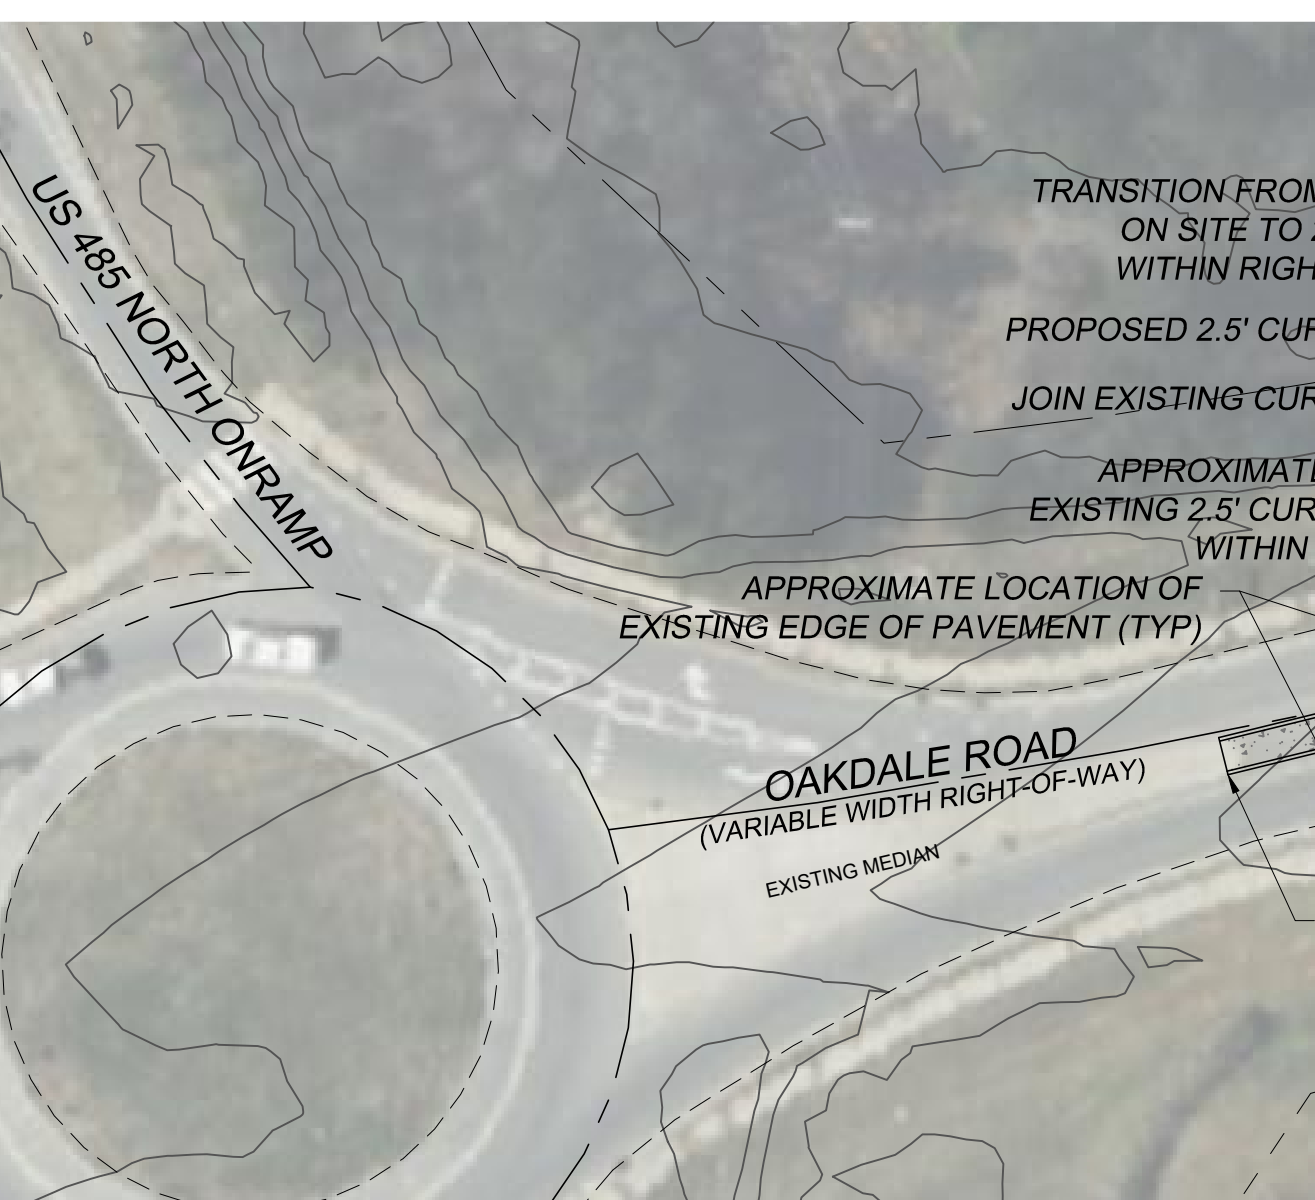 US 485 NORTH ONRAMP
TRANSITION FROM
ON SITE TO
WITHIN RIGH
PROPOSED 2.5' CUR
JOIN EXISTING CUR
APPROXIMATE
EXISTING 2.5' CUR
WITHIN
APPROXIMATE LOCATION OF
EXISTING EDGE OF PAVEMENT (TYP)
OAKDALE ROAD
(VARIABLE WIDTH RIGHT-OF-WAY)
EXISTING MEDIAN